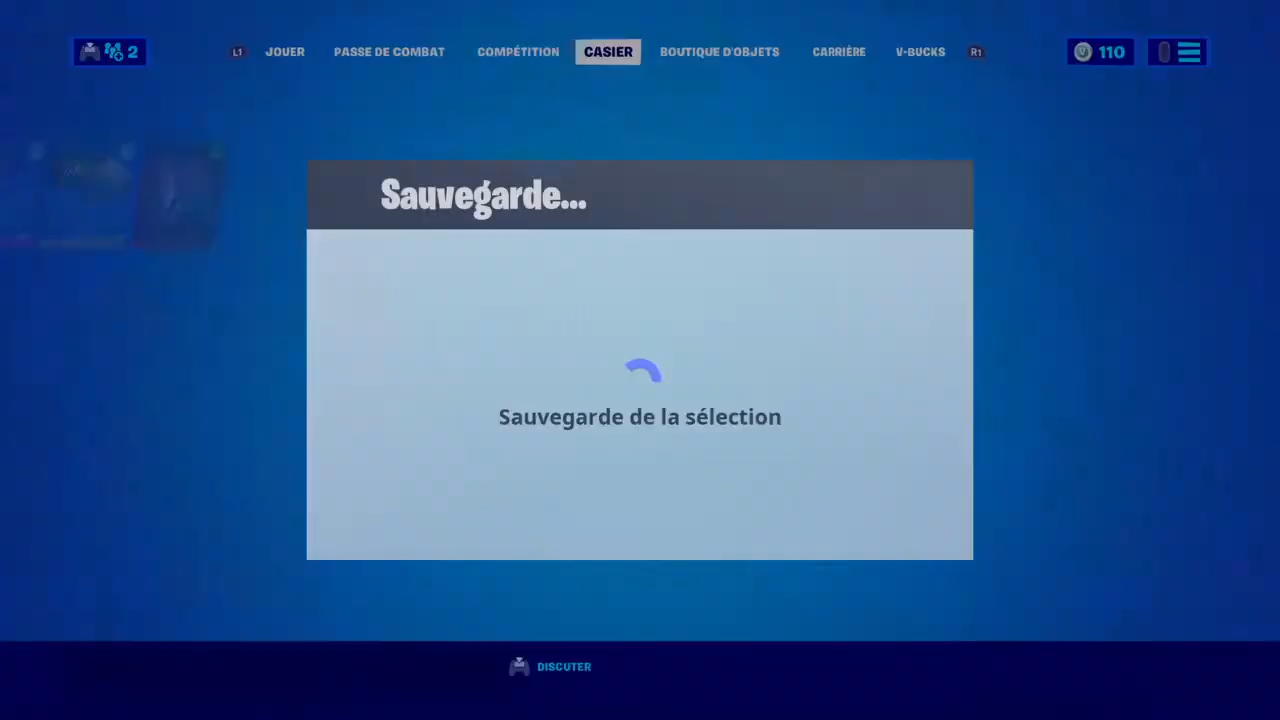 2
L1
JOUER
PASSE DE COMBAT
COMPÉTITION
CASIER
BOUTIQUE D'OBJETS
CARRIÈRE
V-BUCKS
R1
110
Sauvegarde...
Sauvegarde de la sélection
DISCUTER